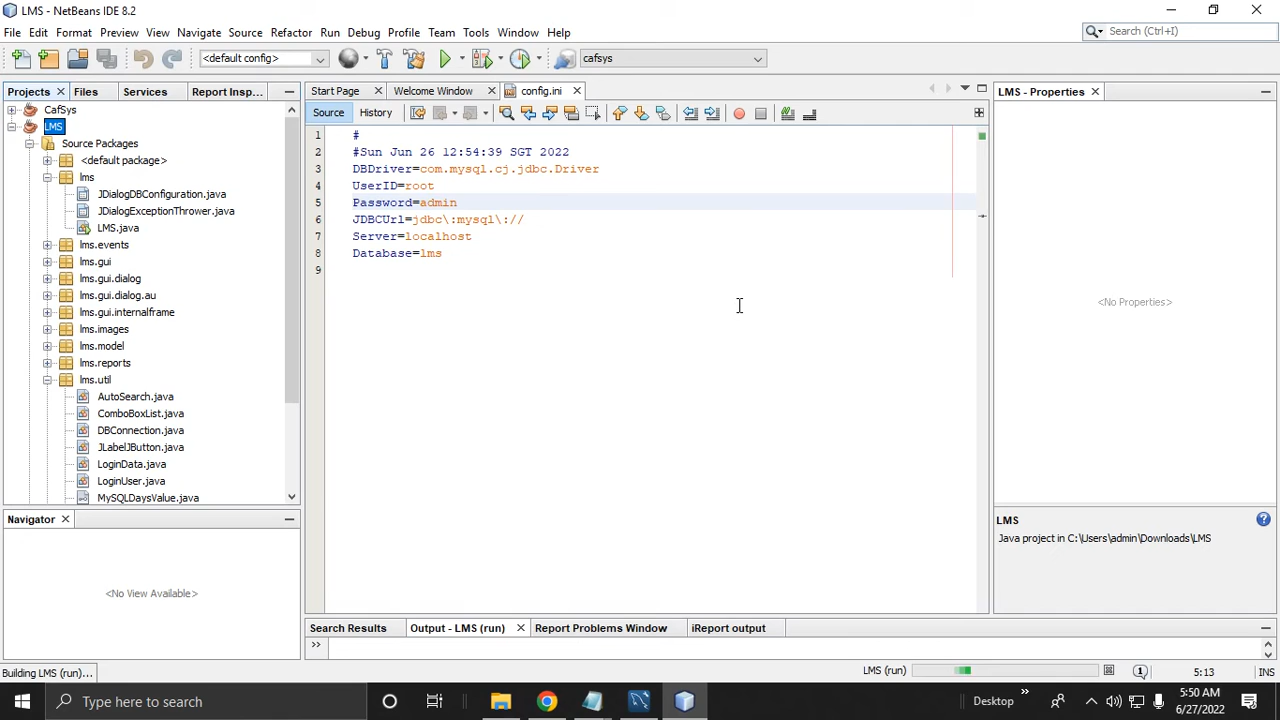 LMS - NetBeans IDE 8.2
File Edit Format Preview View Navigate Source Refactor Run Debug Profile Team Tools Window Help
Search (Ctrl+I)
<default config>
cafsys
Projects Files Services Report Insp...
Start Page Welcome Window config.ini
LMS - Properties
Source History
CafSys
LMS
Source Packages
<default package>
lms
JDialogDBConfiguration.java
JDialogExceptionThrower.java
LMS.java
lms.events
lms.gui
lms.gui.dialog
lms.gui.dialog.au
lms.gui.internalframe
lms.images
lms.model
lms.reports
lms.util
AutoSearch.java
ComboBoxList.java
DBConnection.java
JLabelJButton.java
LoginData.java
LoginUser.java
MySQLDaysValue.java
1 #
2 #Sun Jun 26 12:54:39 SGT 2022
3 DBDriver=com.mysql.cj.jdbc.Driver
4 UserID=root
5 Password=admin
6 JDBCUrl=jdbc\:mysql\://
7 Server=localhost
8 Database=lms
9
<No Properties>
Navigator
<No View Available>
LMS
Java project in C:\Users\admin\Downloads\LMS
Search Results Output - LMS (run) Report Problems Window iReport output
>>
Building LMS (run)...
LMS (run)
1
5:13
INS
Type here to search
Desktop
5:50 AM
6/27/2022